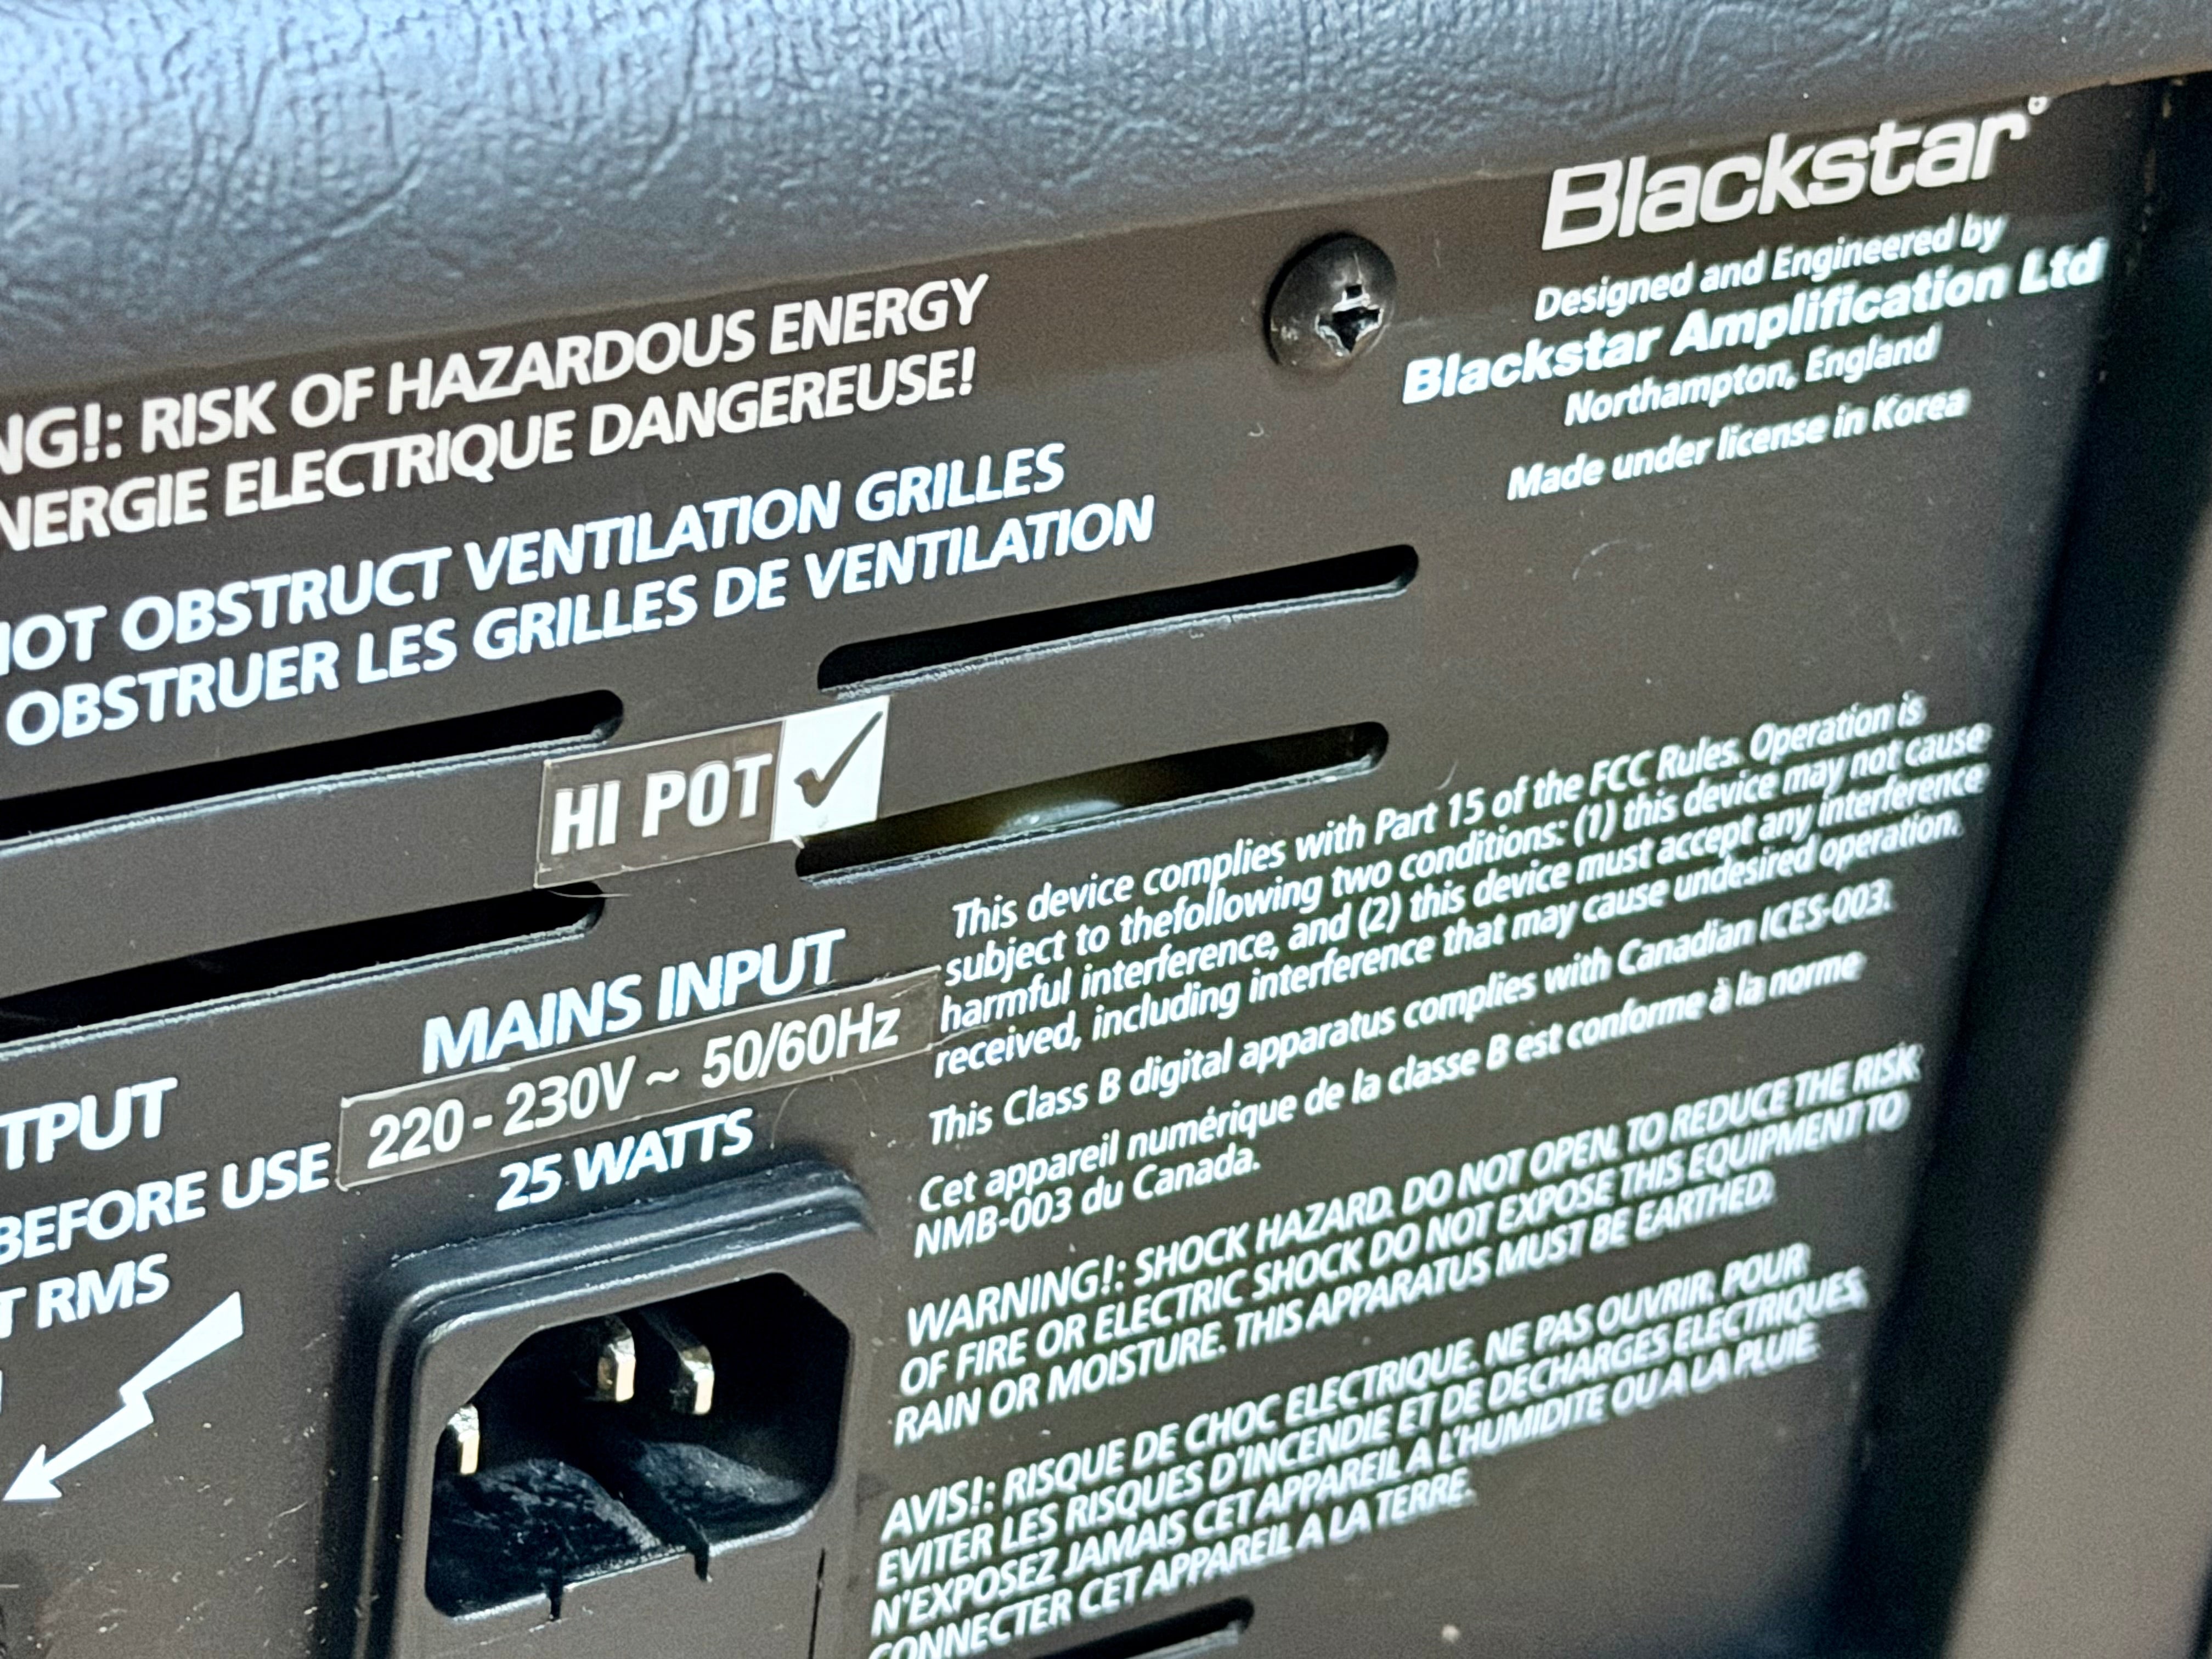 Blackstar®
Designed and Engineered by
Blackstar Amplification Ltd
Northampton, England
Made under license in Korea
NG!: RISK OF HAZARDOUS ENERGY
NERGIE ELECTRIQUE DANGEREUSE!
NOT OBSTRUCT VENTILATION GRILLES
OBSTRUER LES GRILLES DE VENTILATION
HI POT ✓
MAINS INPUT
220-230V ~ 50/60Hz
25 WATTS
TPUT
BEFORE USE
T RMS
This device complies with Part 15 of the FCC Rules. Operation is
subject to thefollowing two conditions: (1) this device may not cause
harmful interference, and (2) this device must accept any interference
received, including interference that may cause undesired operation.
This Class B digital apparatus complies with Canadian ICES-003.
Cet appareil numérique de la classe B est conforme à la norme
NMB-003 du Canada.
WARNING!: SHOCK HAZARD. DO NOT OPEN. TO REDUCE THE RISK
OF FIRE OR ELECTRIC SHOCK DO NOT EXPOSE THIS EQUIPMENT TO
RAIN OR MOISTURE. THIS APPARATUS MUST BE EARTHED.
AVIS!: RISQUE DE CHOC ELECTRIQUE. NE PAS OUVRIR. POUR
EVITER LES RISQUES D'INCENDIE ET DE DECHARGES ELECTRIQUES,
N'EXPOSEZ JAMAIS CET APPAREIL A L'HUMIDITE OU A LA PLUIE.
CONNECTER CET APPAREIL A LA TERRE.